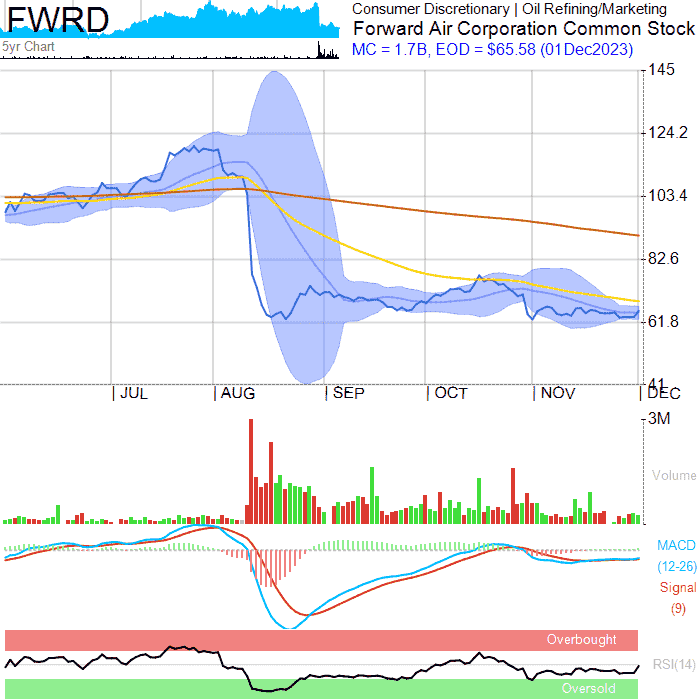 FWRD
5yr Chart
Consumer Discretionary | Oil Refining/Marketing
Forward Air Corporation Common Stock
MC = 1.7B, EOD = $65.58 (01Dec2023)
145
124.2
103.4
82.6
61.8
41
JUL
AUG
SEP
OCT
NOV
DEC
3M
Volume
MACD
(12-26)
Signal
(9)
Overbought
RSI(14)
Oversold